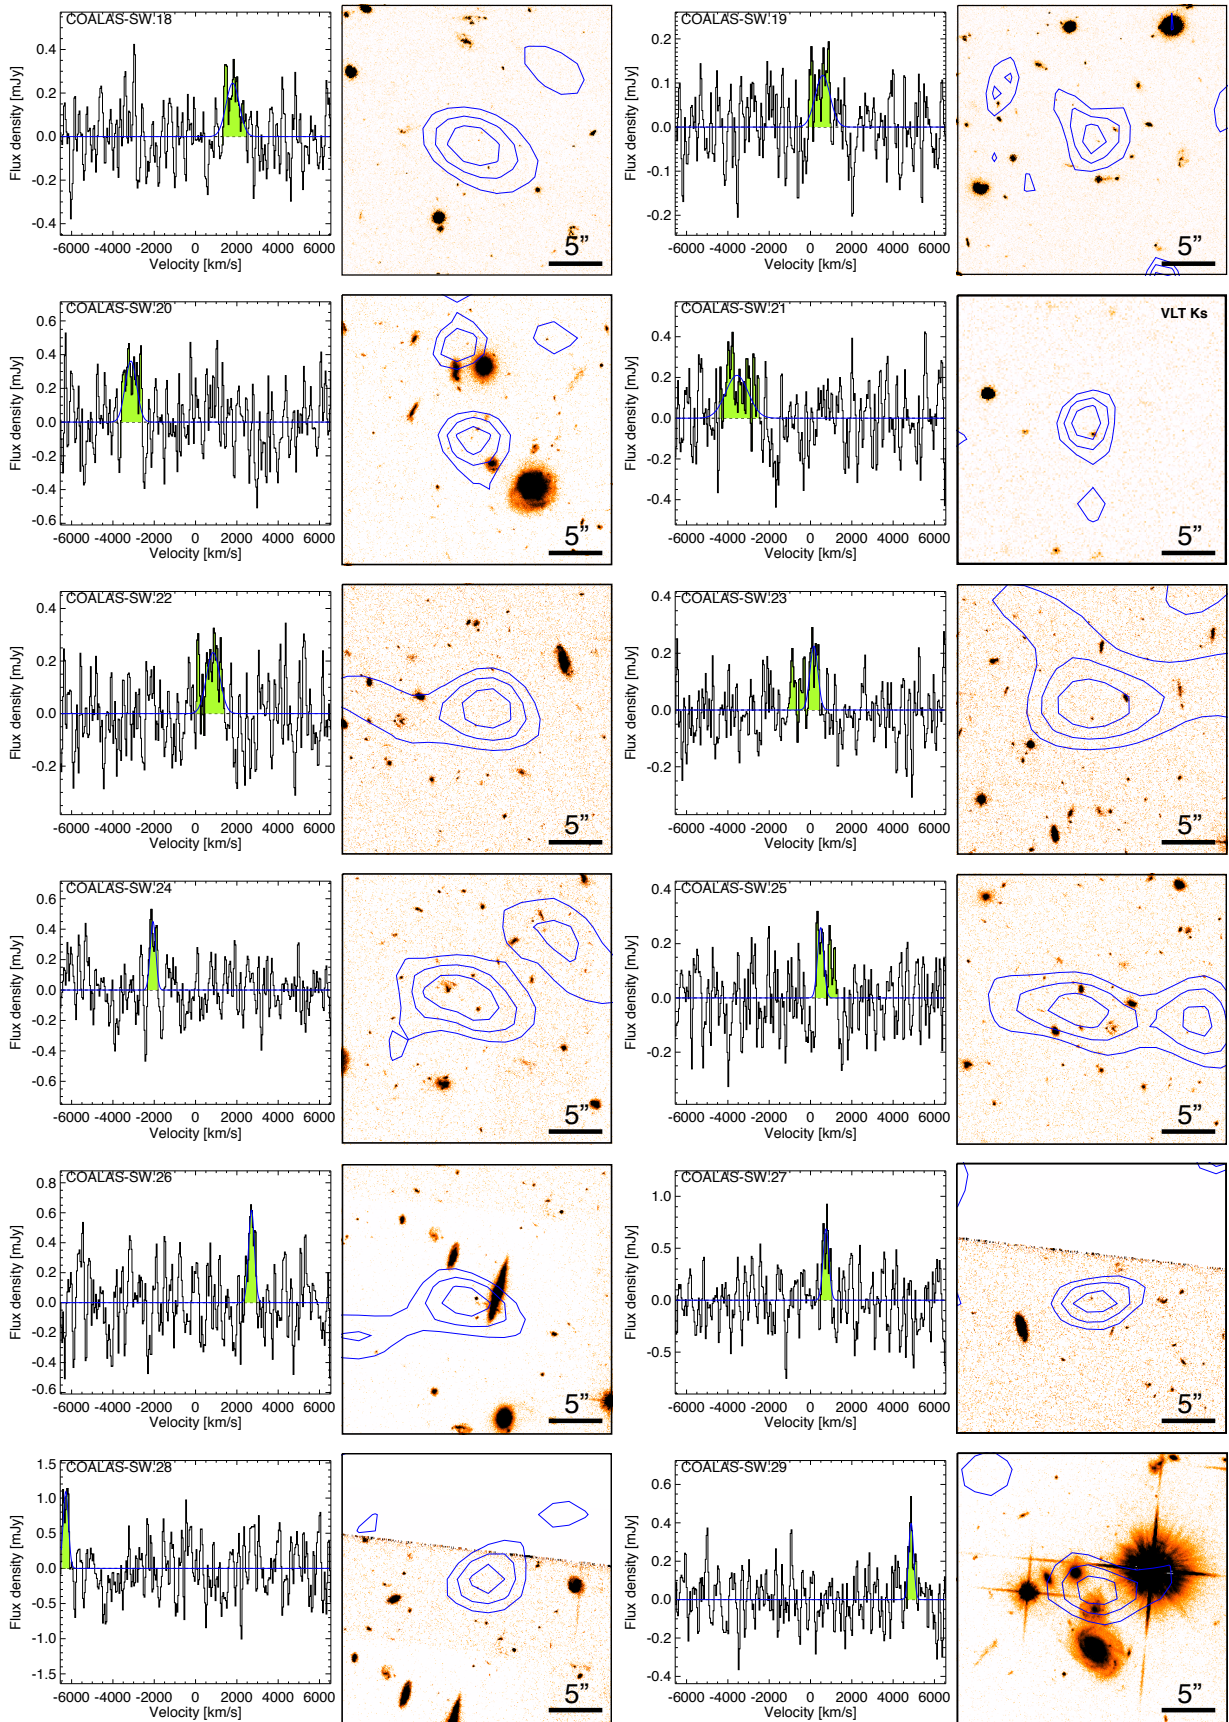 COALAS-SW.18
Flux density [mJy]
0.4
0.2
0.0
-0.2
-0.4
-6000 -4000 -2000 0 2000 4000 6000
Velocity [km/s]
5”
COALAS-SW.19
Flux density [mJy]
0.2
0.1
0.0
-0.1
-0.2
-6000 -4000 -2000 0 2000 4000 6000
Velocity [km/s]
5”
COALAS-SW.20
Flux density [mJy]
0.6
0.4
0.2
0.0
-0.2
-0.4
-0.6
-6000 -4000 -2000 0 2000 4000 6000
Velocity [km/s]
5”
COALAS-SW.21
Flux density [mJy]
0.4
0.2
0.0
-0.2
-0.4
-6000 -4000 -2000 0 2000 4000 6000
Velocity [km/s]
VLT Ks
5”
COALAS-SW.22
Flux density [mJy]
0.4
0.2
0.0
-0.2
-6000 -4000 -2000 0 2000 4000 6000
Velocity [km/s]
5”
COALAS-SW.23
Flux density [mJy]
0.4
0.2
0.0
-0.2
-6000 -4000 -2000 0 2000 4000 6000
Velocity [km/s]
5”
COALAS-SW.24
Flux density [mJy]
0.6
0.4
0.2
0.0
-0.2
-0.4
-0.6
-6000 -4000 -2000 0 2000 4000 6000
Velocity [km/s]
5”
COALAS-SW.25
Flux density [mJy]
0.4
0.2
0.0
-0.2
-6000 -4000 -2000 0 2000 4000 6000
Velocity [km/s]
5”
COALAS-SW.26
Flux density [mJy]
0.8
0.6
0.4
0.2
0.0
-0.2
-0.4
-0.6
-6000 -4000 -2000 0 2000 4000 6000
Velocity [km/s]
5”
COALAS-SW.27
Flux density [mJy]
1.0
0.5
0.0
-0.5
-6000 -4000 -2000 0 2000 4000 6000
Velocity [km/s]
5”
COALAS-SW.28
Flux density [mJy]
1.5
1.0
0.5
0.0
-0.5
-1.0
-1.5
-6000 -4000 -2000 0 2000 4000 6000
Velocity [km/s]
5”
COALAS-SW.29
Flux density [mJy]
0.6
0.4
0.2
0.0
-0.2
-0.4
-6000 -4000 -2000 0 2000 4000 6000
Velocity [km/s]
5”